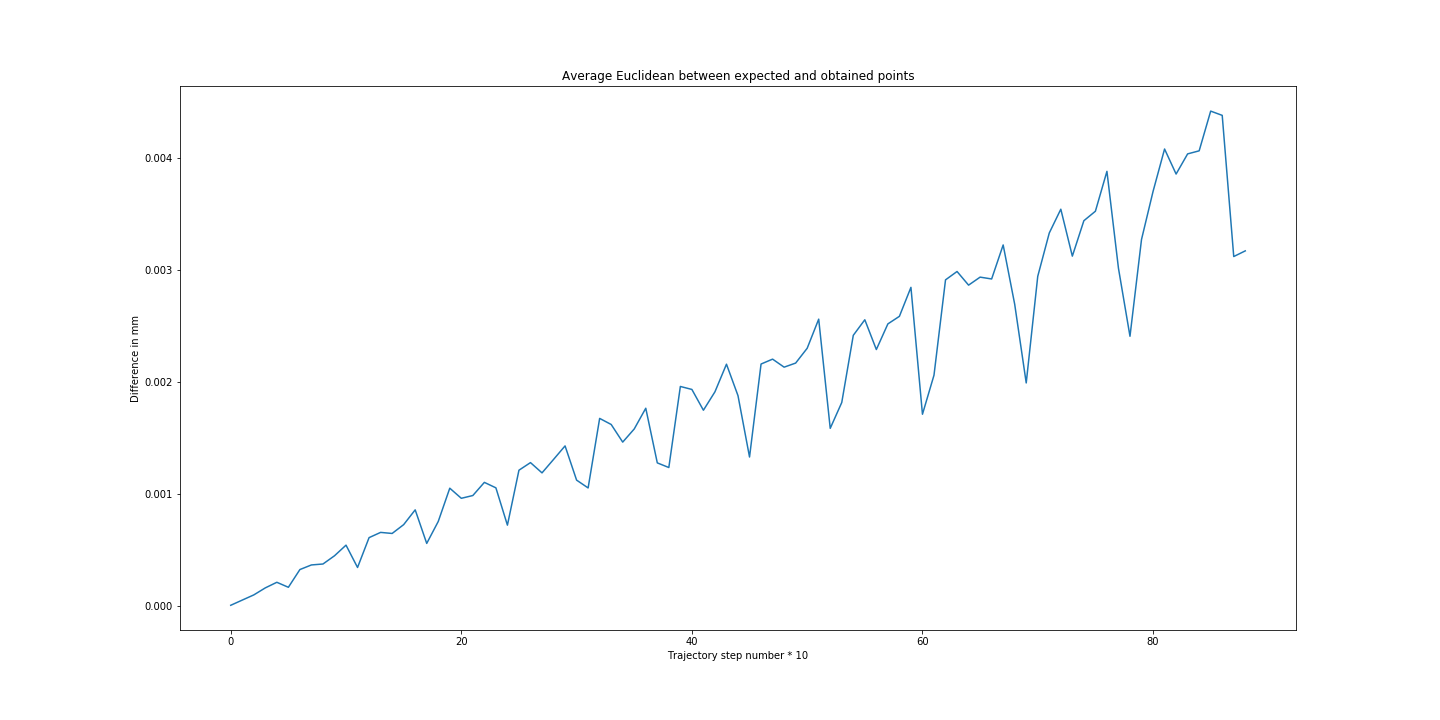 Average Euclidean between expected and obtained points
0.004
0.003
0.002
0.001
0.000
Difference in mm
0 20 40 60 80
Trajectory step number * 10